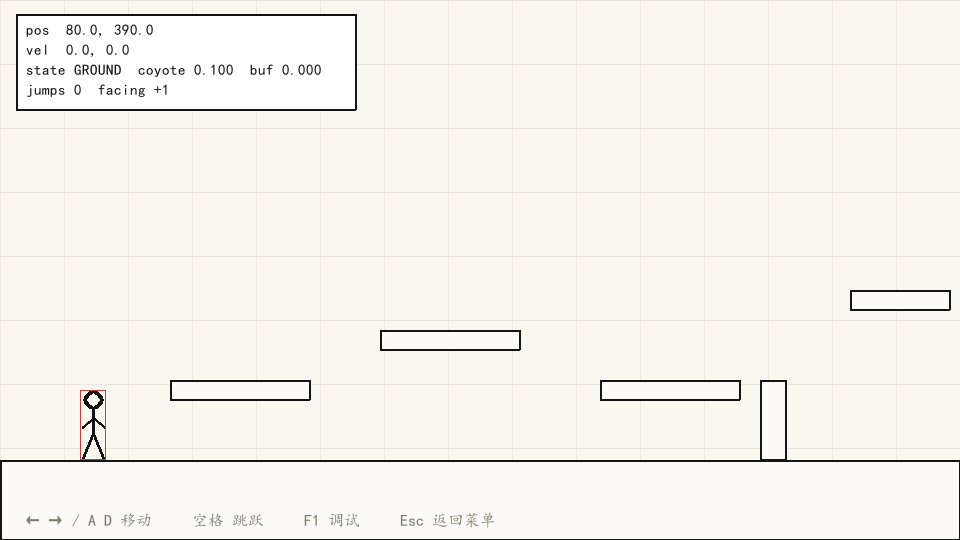 pos  80.0, 390.0
vel  0.0, 0.0
state GROUND  coyote 0.100  buf 0.000
jumps 0  facing +1
← → / A D 移动  空格 跳跃  F1 调试  Esc 返回菜单